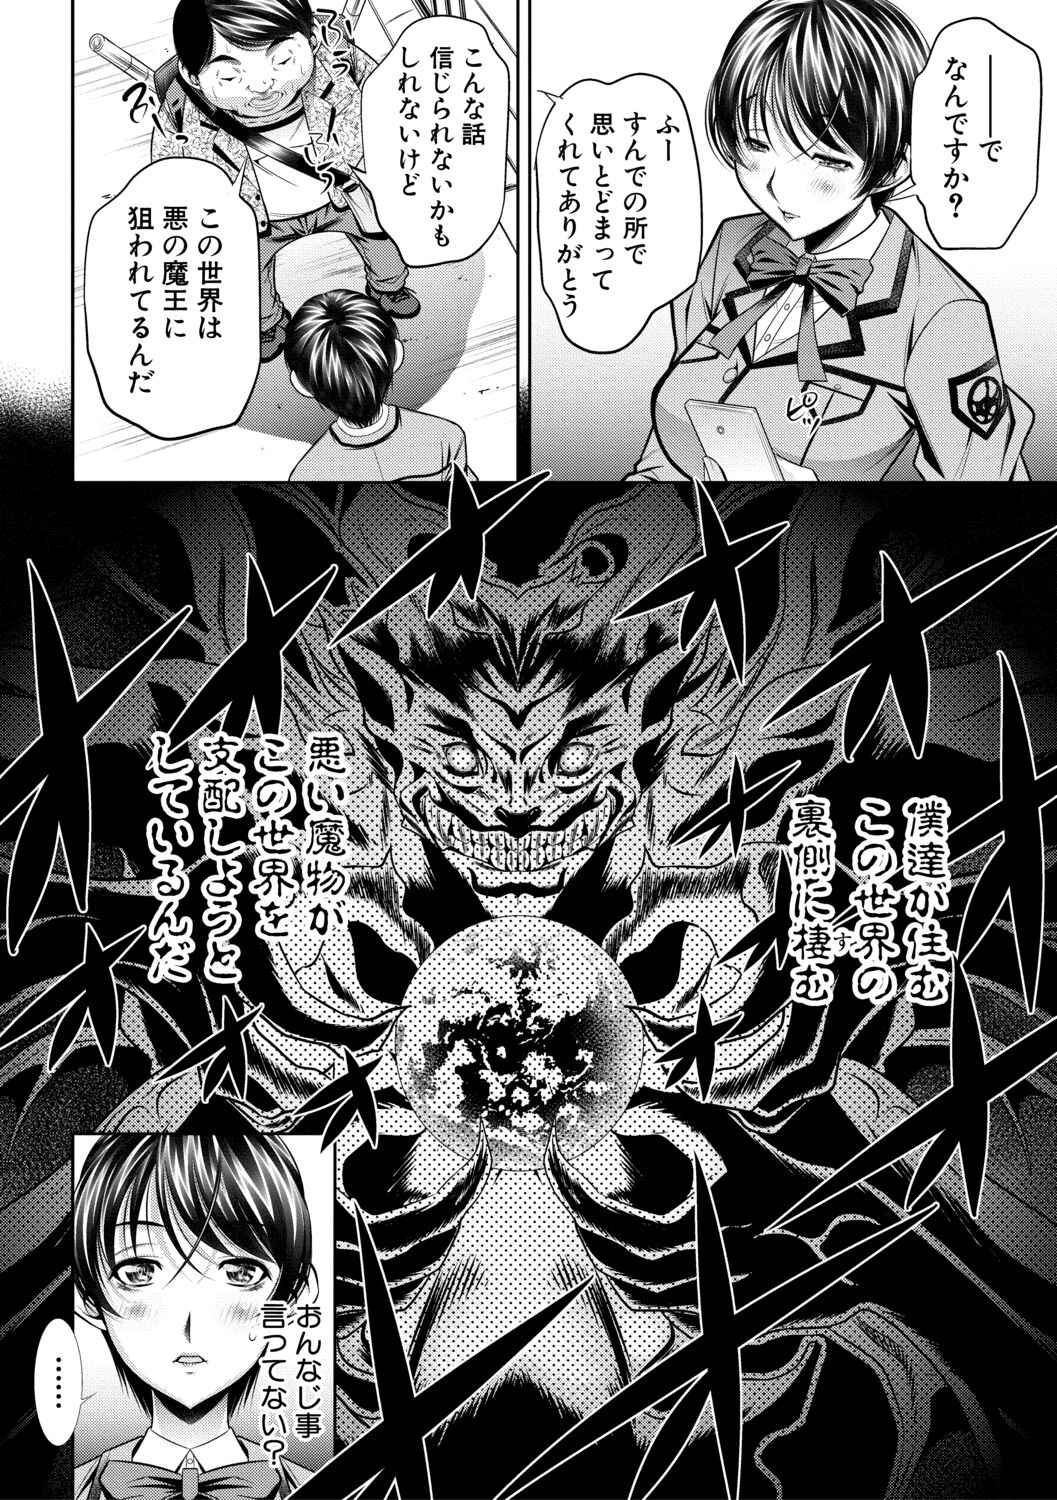 ――で
なんですか？
ふー
すんでの所で
思いとどまって
くれてありがとう
ピッ
こんな話
信じられないかも
しれないけど
ふぅ
ふぅ
この世界は
悪の魔王に
狙われてるんだ
僕達が住む
この世界の
裏側に棲む
す
悪い魔物が
この世界を
支配しようと
しているんだ
おんなじ事
言ってない？
……